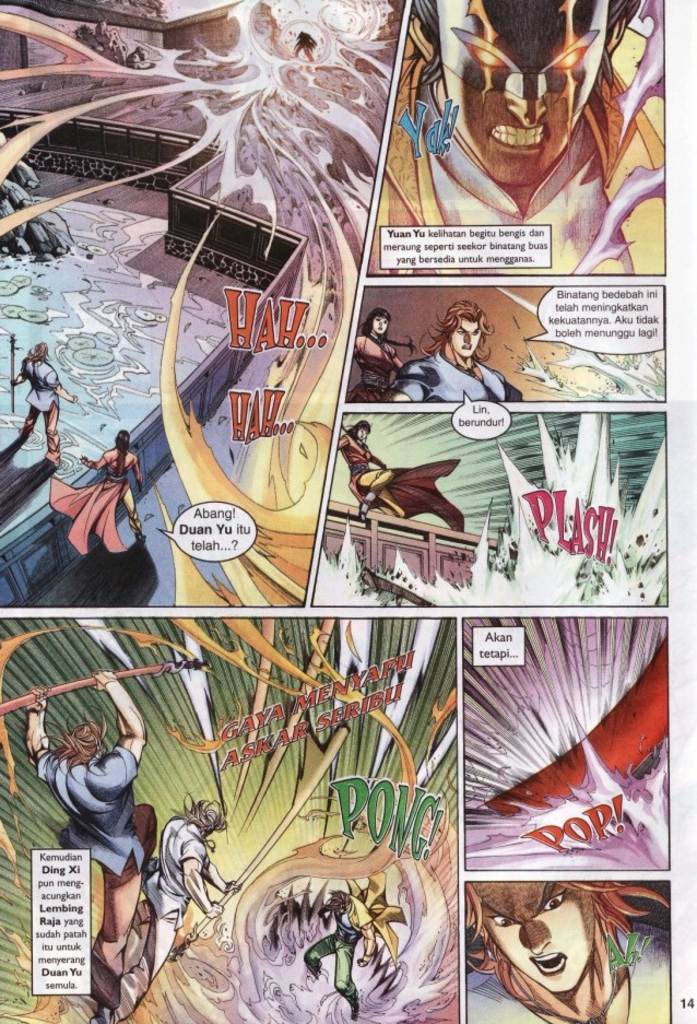 HAH...
HAH...
Abang!
Duan Yu itu
telah...?
Yah!
Yuan Yu kelihatan begitu bengis dan
meraung seperti seekor binatang buas
yang bersedia untuk mengganas.
Binatang bedebah ini
telah meningkatkan
kekuatannya. Aku tidak
boleh menunggu lagi!
Lin,
berundur!
PLASH!
GAYA MENYAPU
ASKAR SERIBU
PONG!
Kemudian
Ding Xi
pun meng-
acungkan
Lembing
Raja yang
sudah patah
itu untuk
menyerang
Duan Yu
semula.
Akan
tetapi...
POP!
Ah!
14